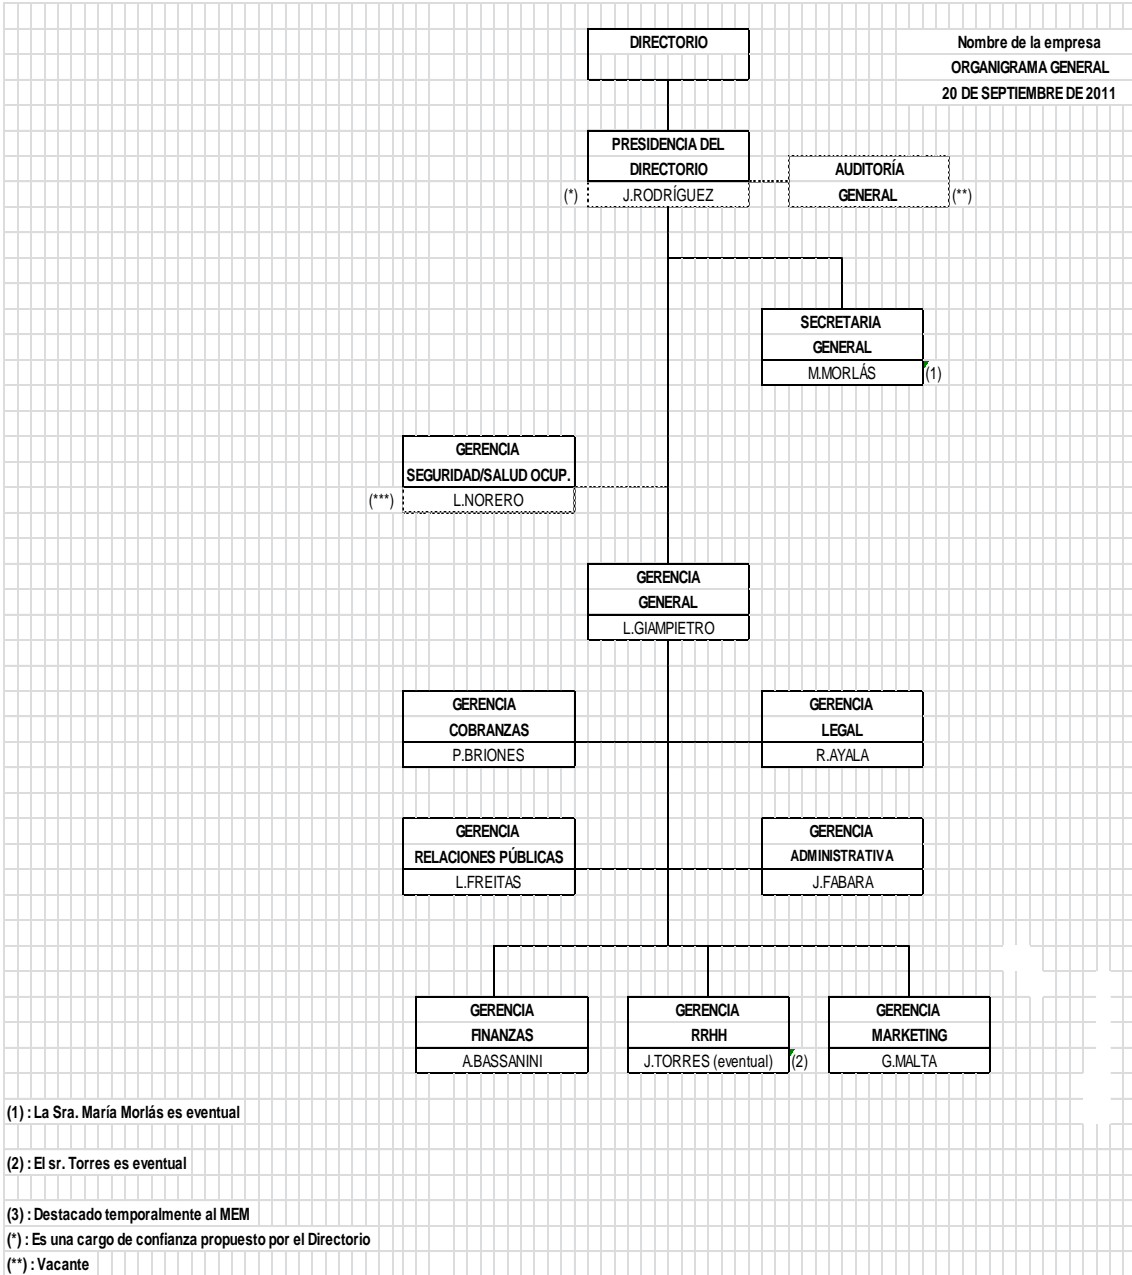 DIRECTORIO
Nombre de la empresa
ORGANIGRAMA GENERAL
20 DE SEPTIEMBRE DE 2011
PRESIDENCIA DEL
DIRECTORIO
(*) J.RODRÍGUEZ
AUDITORÍA
GENERAL (**)
SECRETARIA
GENERAL
M.MORLÁS (1)
GERENCIA
SEGURIDAD/SALUD OCUP.
(***) L.NORERO
GERENCIA
GENERAL
L.GIAMPIETRO
GERENCIA
COBRANZAS
P.BRIONES
GERENCIA
LEGAL
R.AYALA
GERENCIA
RELACIONES PÚBLICAS
L.FREITAS
GERENCIA
ADMINISTRATIVA
J.FABARA
GERENCIA
FINANZAS
A.BASSANINI
GERENCIA
RRHH
J.TORRES (eventual) (2)
GERENCIA
MARKETING
G.MALTA
(1) : La Sra. María Morlás es eventual
(2) : El sr. Torres es eventual
(3) : Destacado temporalmente al MEM
(*) : Es una cargo de confianza propuesto por el Directorio
(**) : Vacante